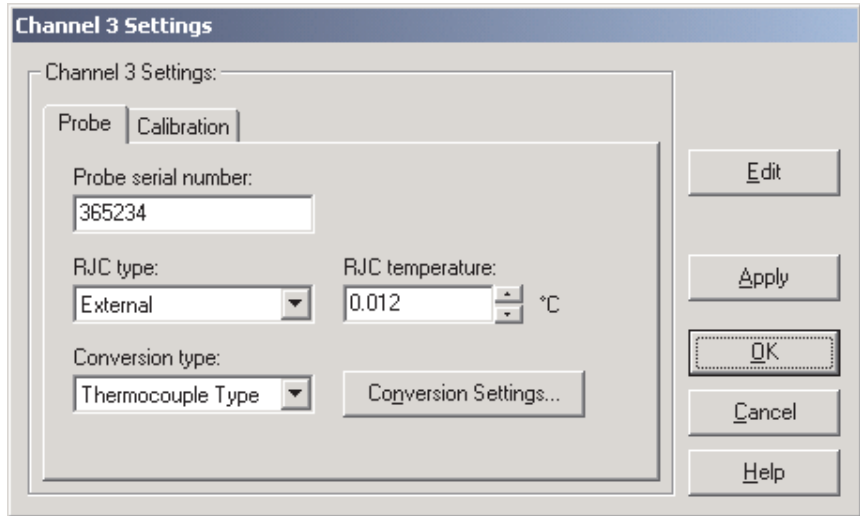 Channel 3 Settings
Channel 3 Settings:
Probe
Calibration
Probe serial number:
365234
RJC type:
RJC temperature:
External
0.012
°C
Conversion type:
Thermocouple Type
Conversion Settings...
Edit
Apply
OK
Cancel
Help